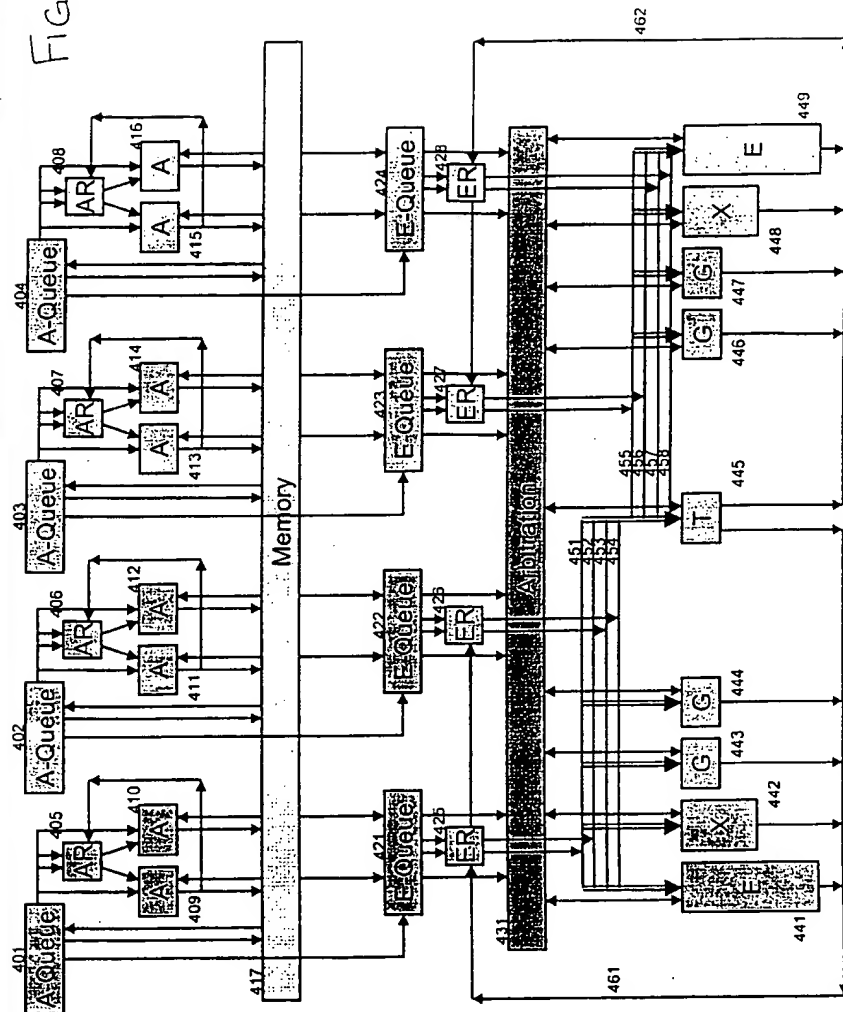 FIG
401
A-Queue
405
AR
410
A
A
409
402
A-Queue
406
AR
412
A
A
411
403
A-Queue
407
AR
414
A
A
413
404
A-Queue
408
AR
416
A
A
415
417
Memory
421
E-Queue
425
ER
422
E-Queue
426
ER
423
E-Queue
427
ER
424
E-Queue
428
ER
431
Arbitration
461
462
451
452
453
454
455
456
457
458
E
441
X
442
G
443
G
444
T
445
G
446
G
447
X
448
E
449